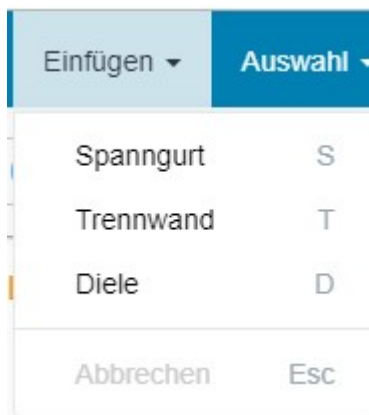 Einfügen Auswahl
Spanngurt S
Trennwand T
Diele D
Abbrechen Esc